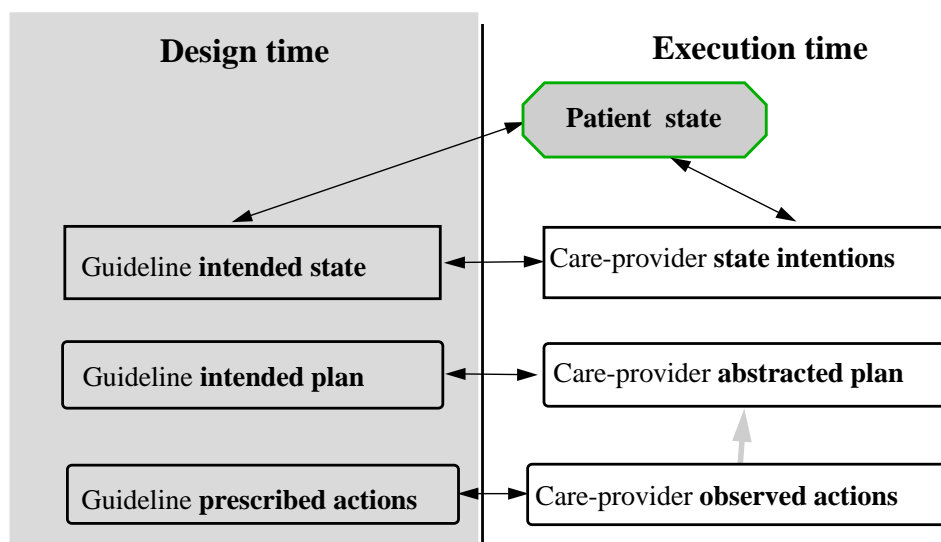 Design time
Execution time
Patient state
Guideline intended state
Care-provider state intentions
Guideline intended plan
Care-provider abstracted plan
Guideline prescribed actions
Care-provider observed actions